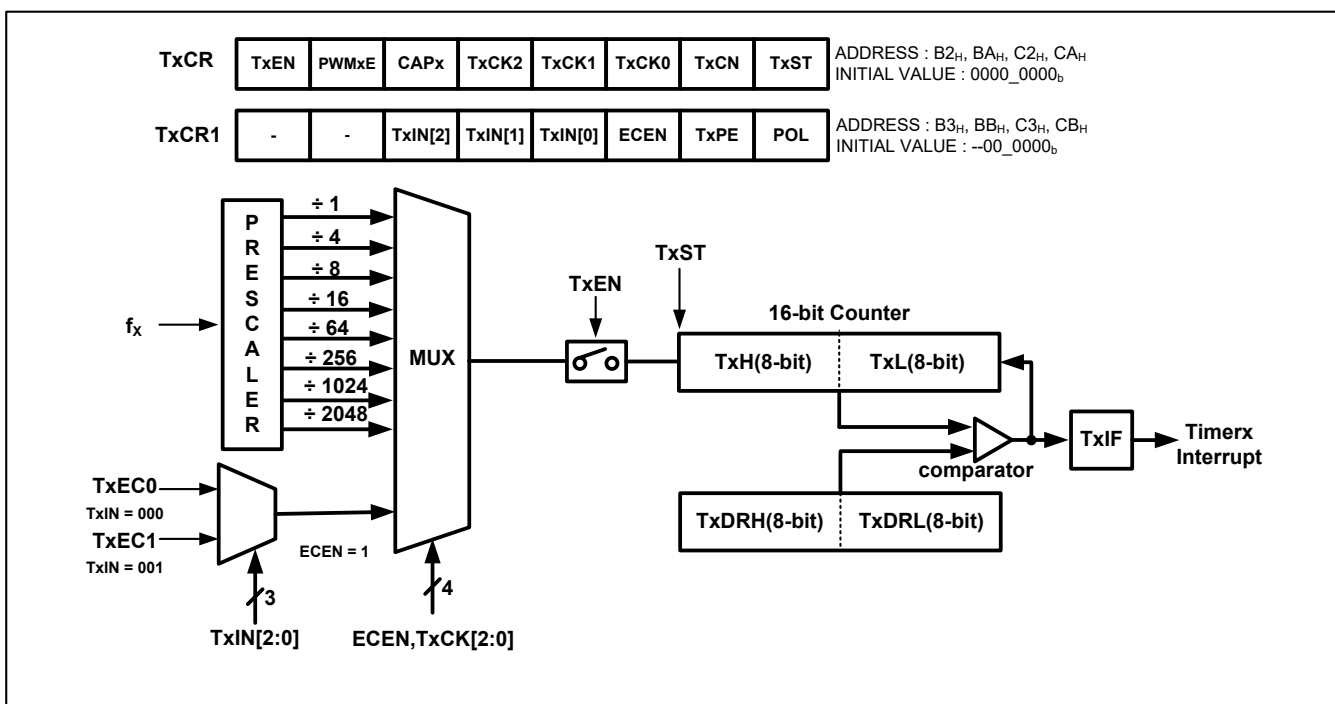 TxCR TxEN PWMxE CAPx TxCK2 TxCK1 TxCK0 TxCN TxST ADDRESS : B2H, BAH, C2H, CAH
INITIAL VALUE : 0000_0000b
TxCR1 - - TxIN[2] TxIN[1] TxIN[0] ECEN TxPE POL ADDRESS : B3H, BBH, C3H, CBH
INITIAL VALUE : --00_0000b
fX
PRESCALER
÷ 1
÷ 4
÷ 8
÷ 16
÷ 64
÷ 256
÷ 1024
÷ 2048
MUX
TxEN
TxST
16-bit Counter
TxH(8-bit) TxL(8-bit)
comparator
TxIF
Timerx
Interrupt
TxDRH(8-bit) TxDRL(8-bit)
TxEC0
TxIN = 000
TxEC1
TxIN = 001
ECEN = 1
3
4
TxIN[2:0]
ECEN,TxCK[2:0]